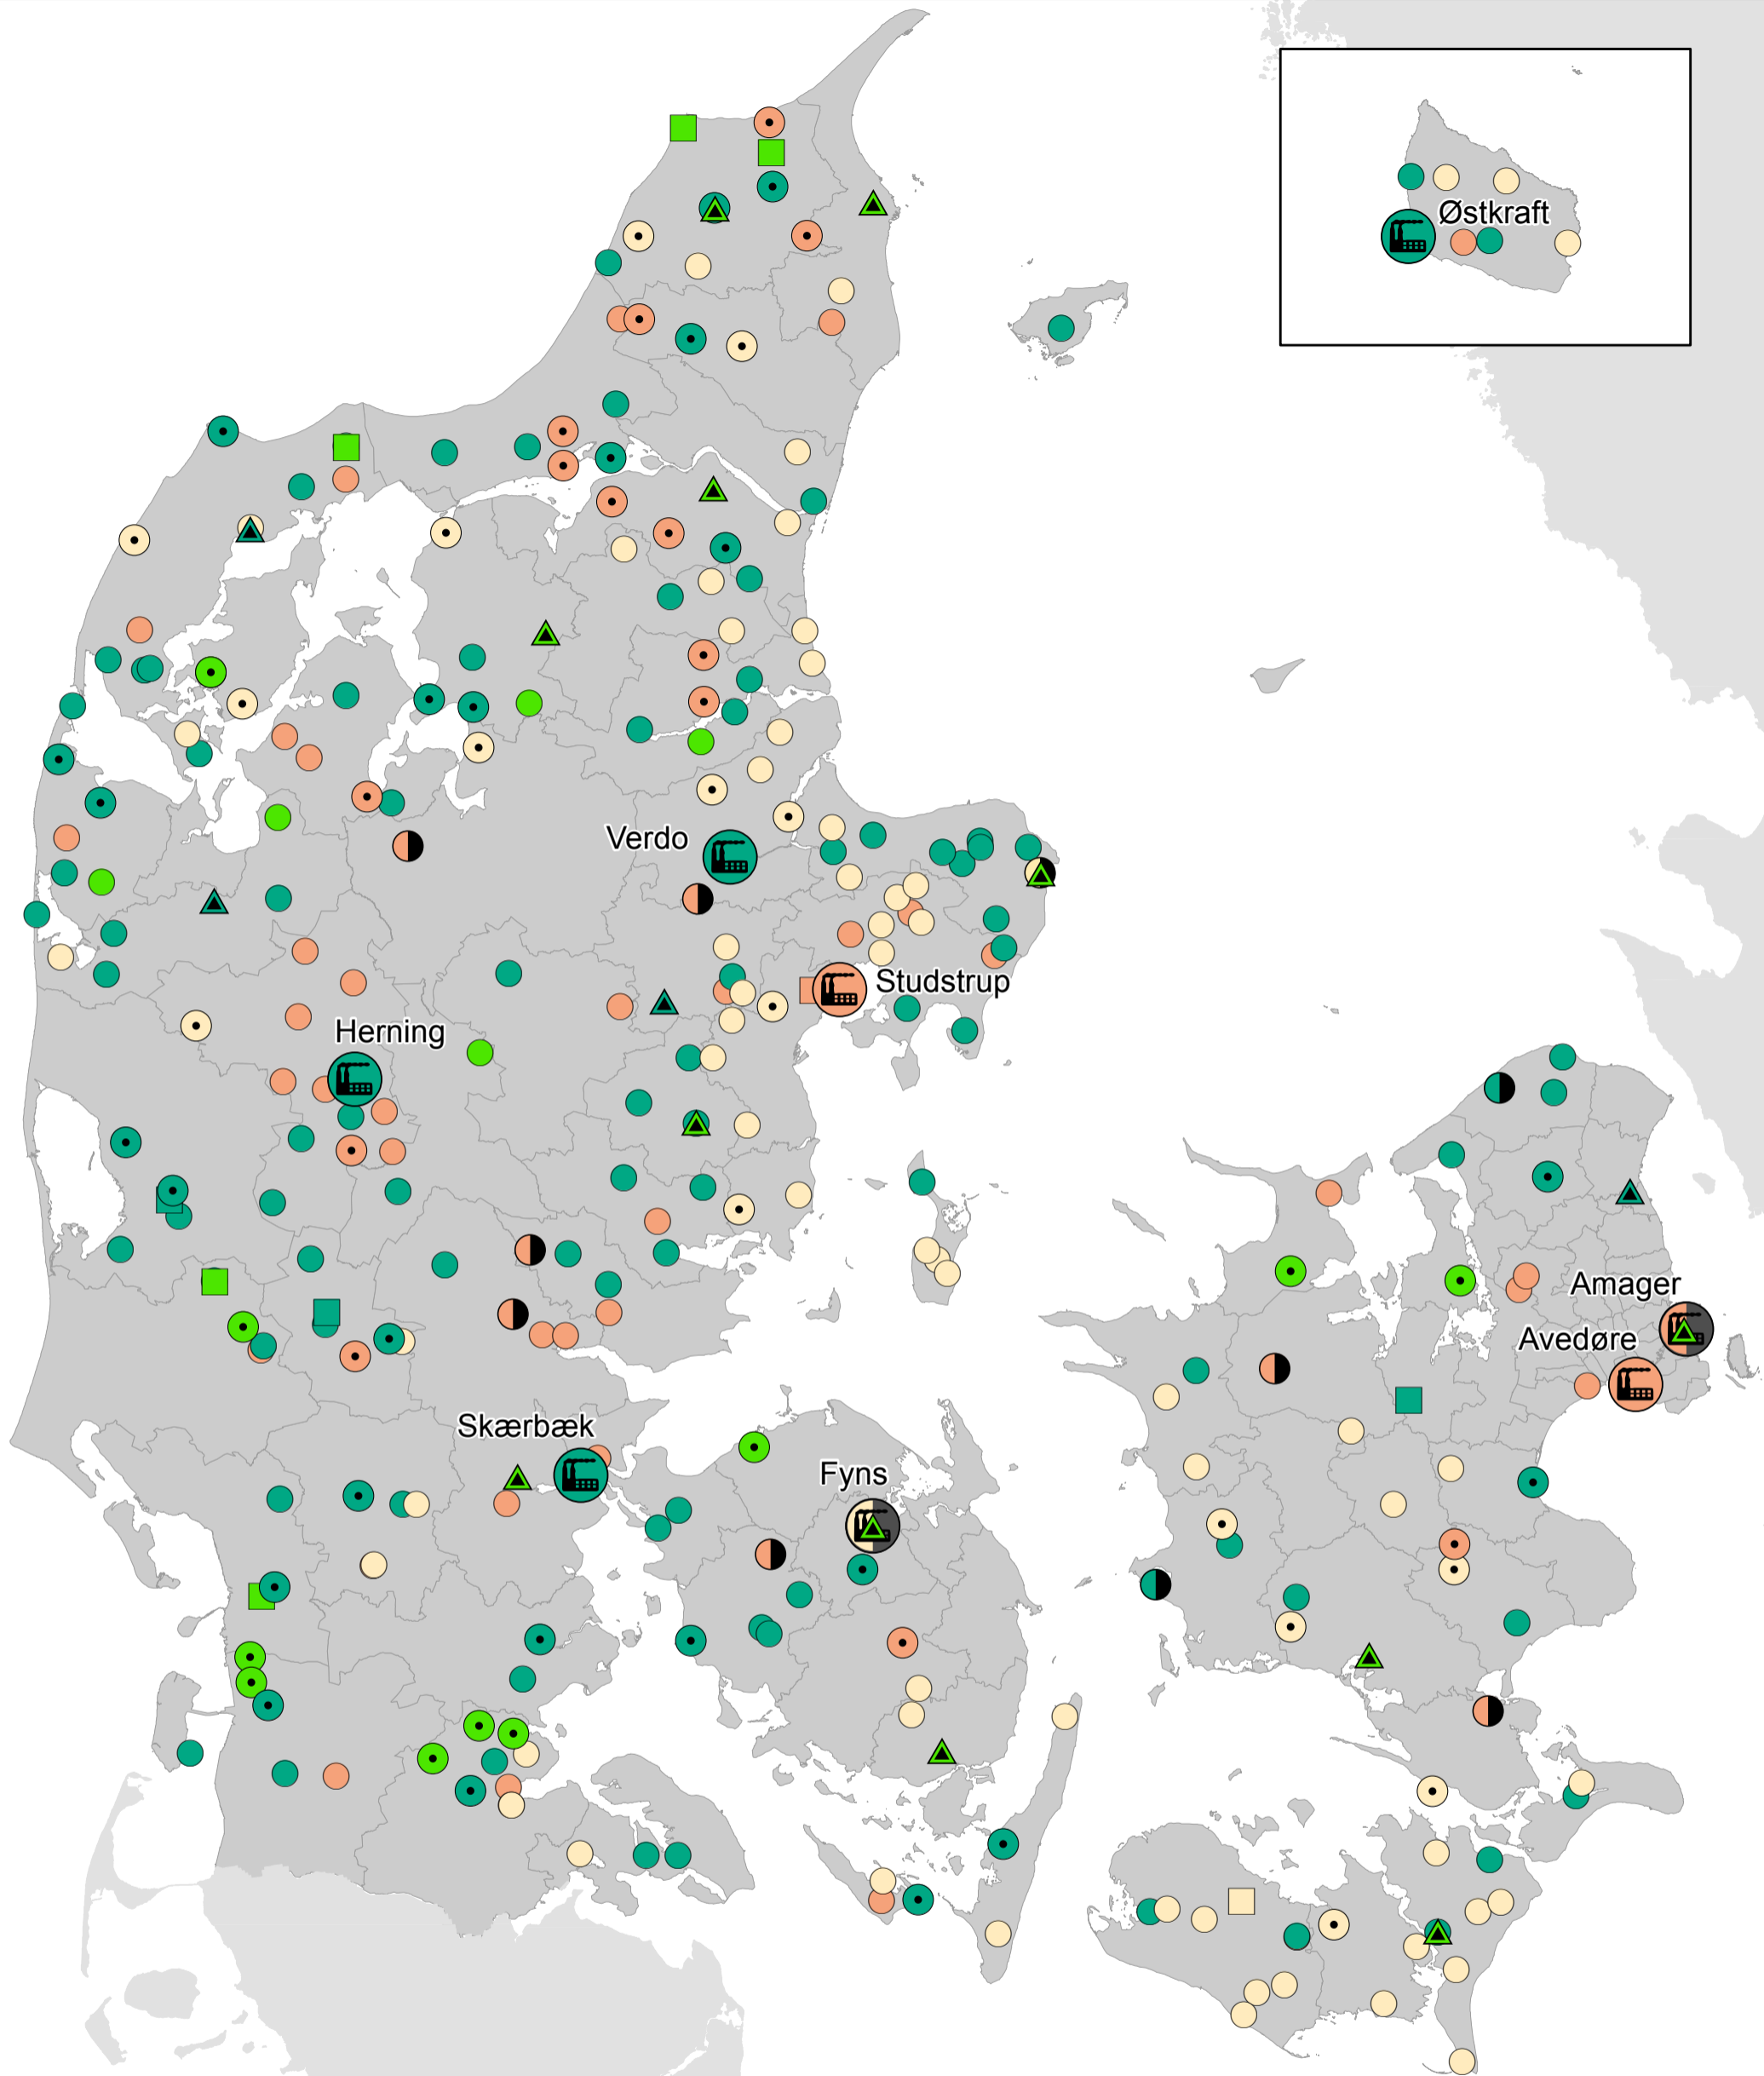 Østkraft
Verdo
Studstrup
Herning
Amager
Avedøre
Skærbæk
Fyns